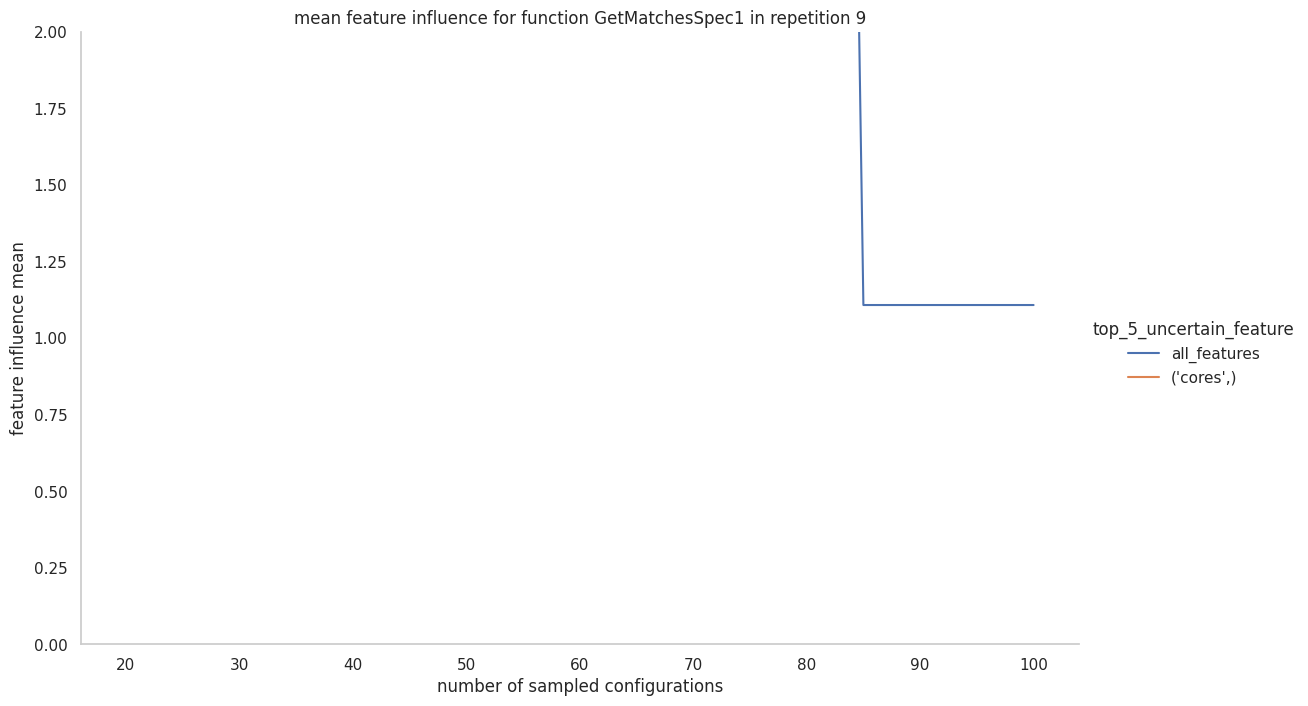 mean feature influence for function GetMatchesSpec1 in repetition 9
2.00
1.75
1.50
1.25
1.00
0.75
0.50
0.25
0.00
feature influence mean
20 30 40 50 60 70 80 90 100
number of sampled configurations
top_5_uncertain_feature
all_features
('cores',)